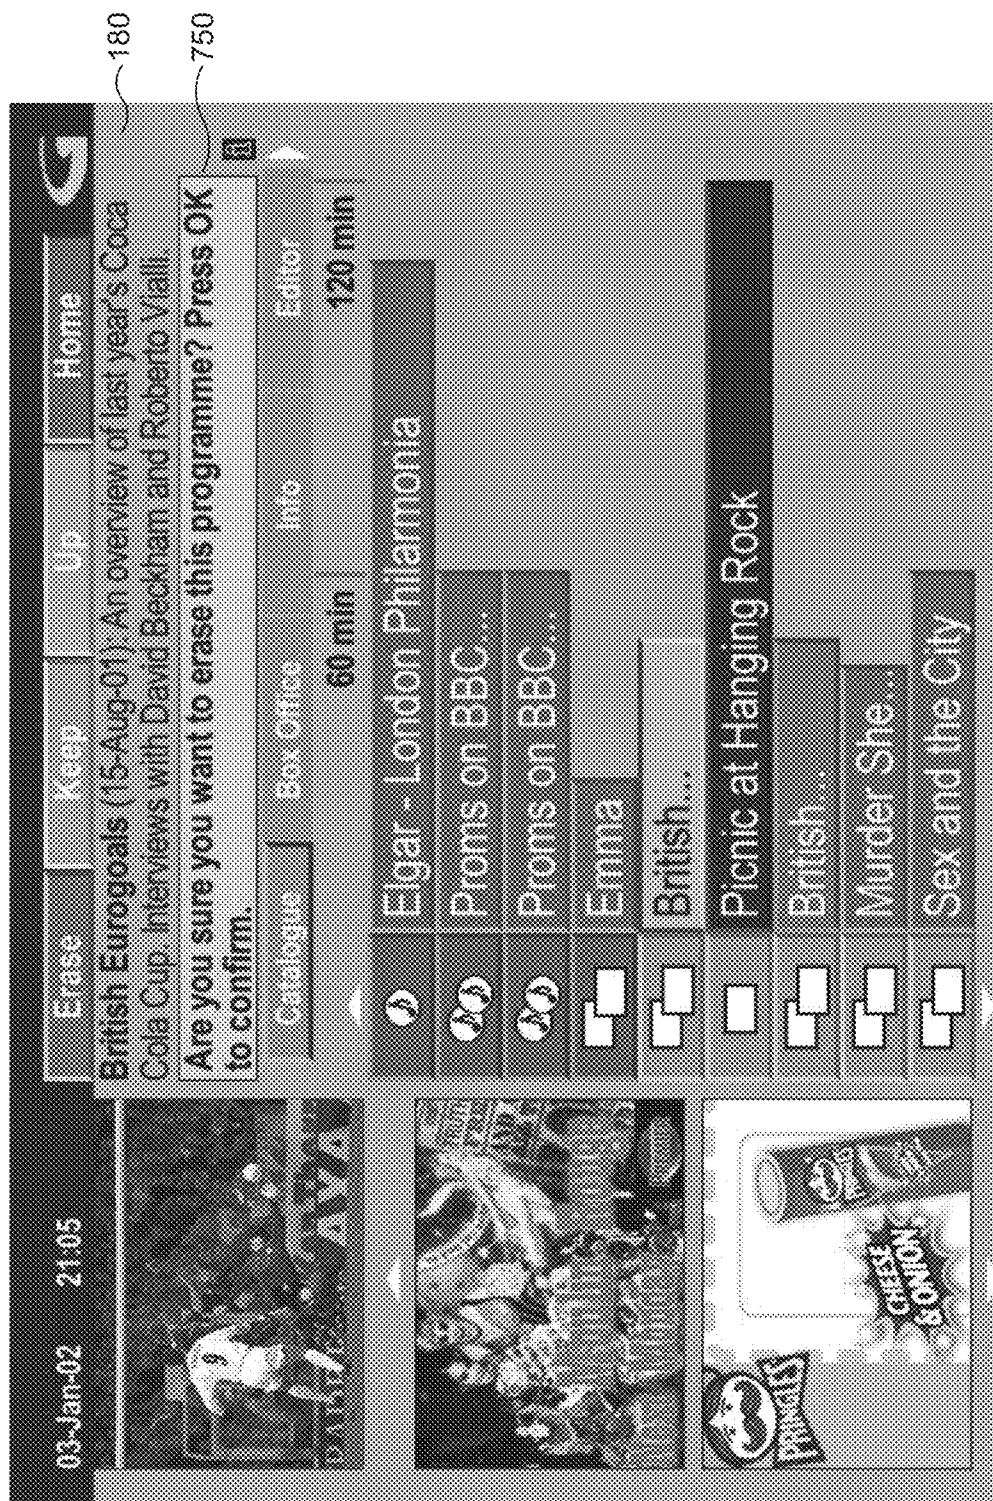 03-Jan-02 21:05
Erase Keep Up Home
180
British Eurogoals (15-Aug-01): An overview of last year's Coca
Cola Cup. Interviews with David Beckham and Roberto Vialli.
Are you sure you want to erase this programme? Press OK
to confirm.
750
i
Catalogue Box Office Info Editor
60 min 120 min
Elgar - London Philarmonia
Proms on BBC...
Proms on BBC...
Emma
British...
Picnic at Hanging Rock
British...
Murder She...
Sex and the City
9
PRINGLES
CHEESE
& ONION